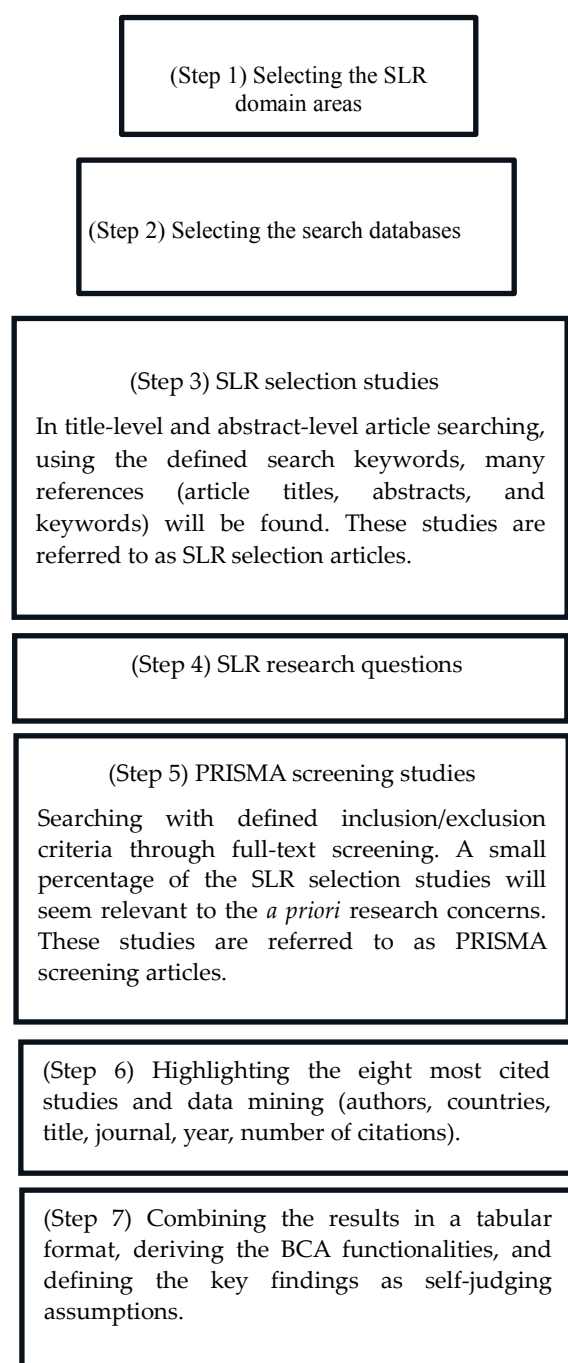 (Step 1) Selecting the SLR
domain areas
(Step 2) Selecting the search databases
(Step 3) SLR selection studies
In title-level and abstract-level article searching,
using the defined search keywords, many
references (article titles, abstracts, and
keywords) will be found. These studies are
referred to as SLR selection articles.
(Step 4) SLR research questions
(Step 5) PRISMA screening studies
Searching with defined inclusion/exclusion
criteria through full-text screening. A small
percentage of the SLR selection studies will
seem relevant to the a priori research concerns.
These studies are referred to as PRISMA
screening articles.
(Step 6) Highlighting the eight most cited
studies and data mining (authors, countries,
title, journal, year, number of citations).
(Step 7) Combining the results in a tabular
format, deriving the BCA functionalities, and
defining the key findings as self-judging
assumptions.